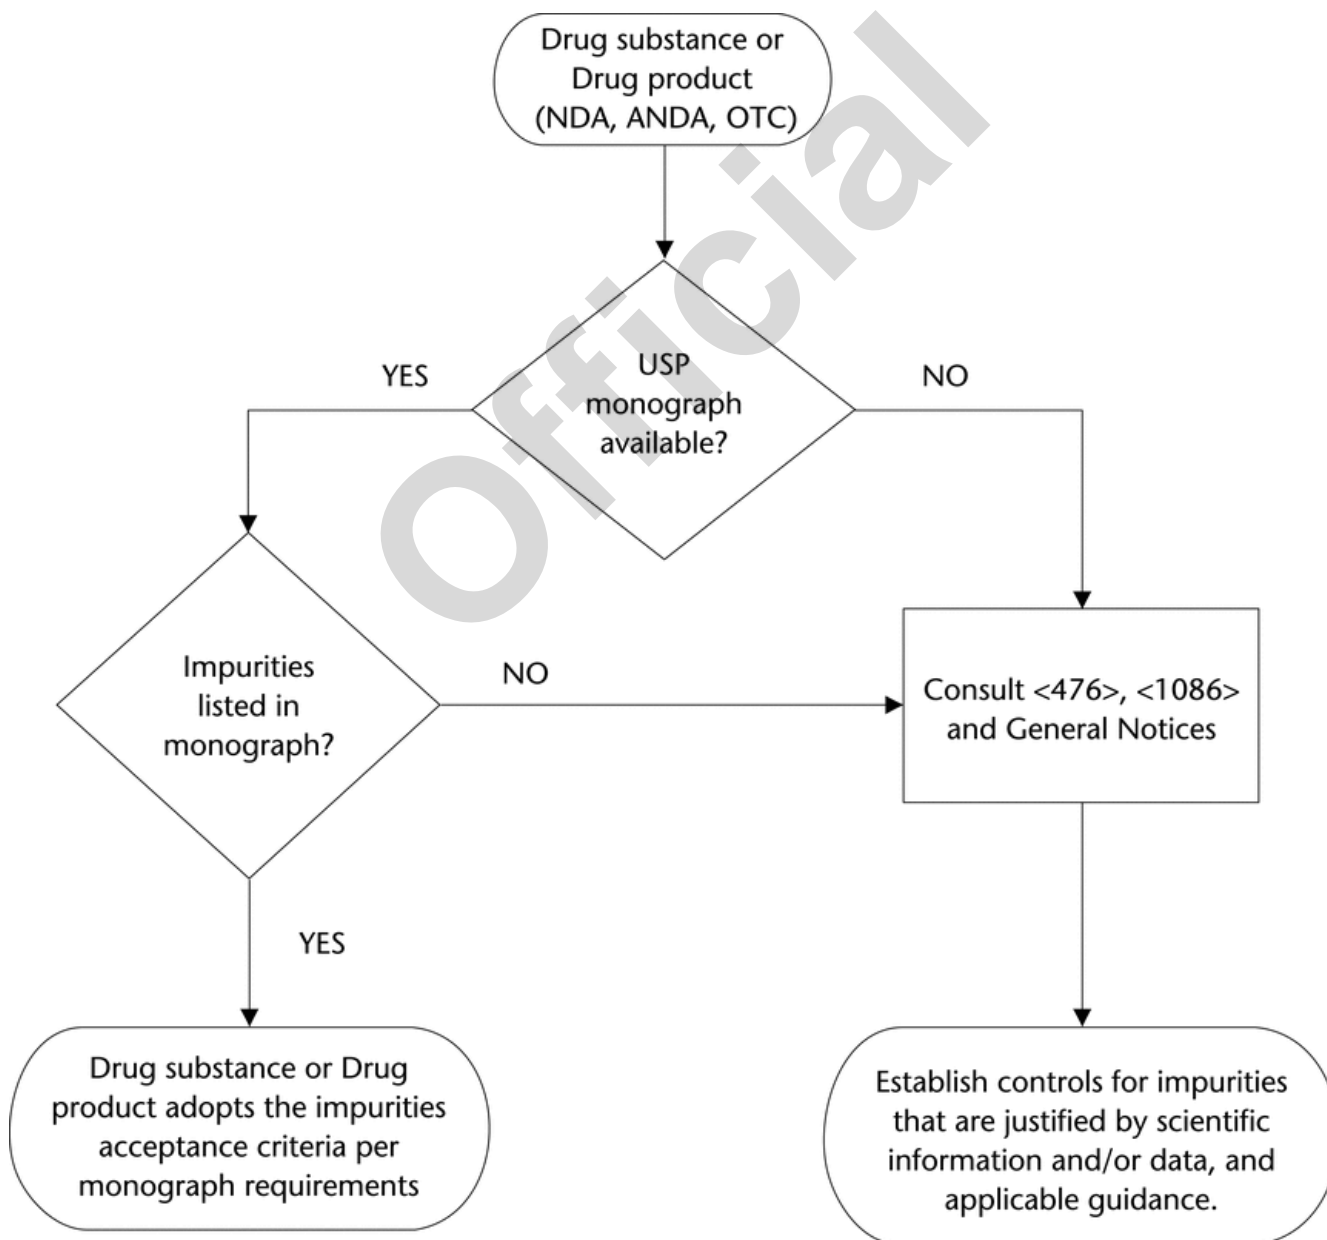 Drug substance or
Drug product
(NDA, ANDA, OTC)
Official
USP
monograph
available?
YES
NO
Impurities
listed in
monograph?
NO
Consult <476>, <1086>
and General Notices
YES
Drug substance or Drug
product adopts the impurities
acceptance criteria per
monograph requirements
Establish controls for impurities
that are justified by scientific
information and/or data, and
applicable guidance.